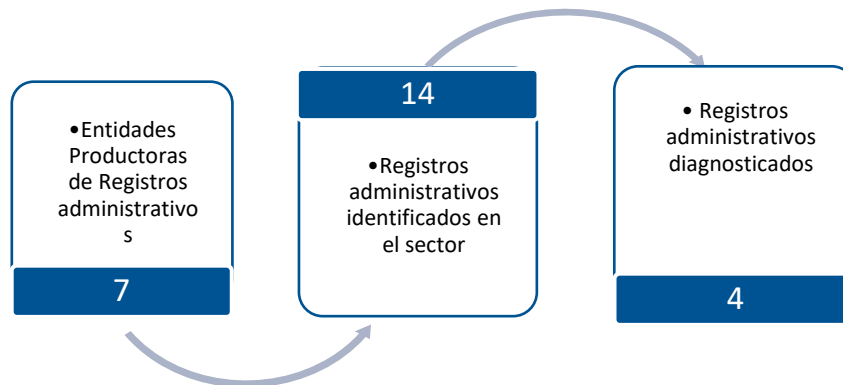 •Entidades
Productoras
de Registros
administrativo
s
7
14
•Registros
administrativos
identificados en
el sector
• Registros
administrativos
diagnosticados
4